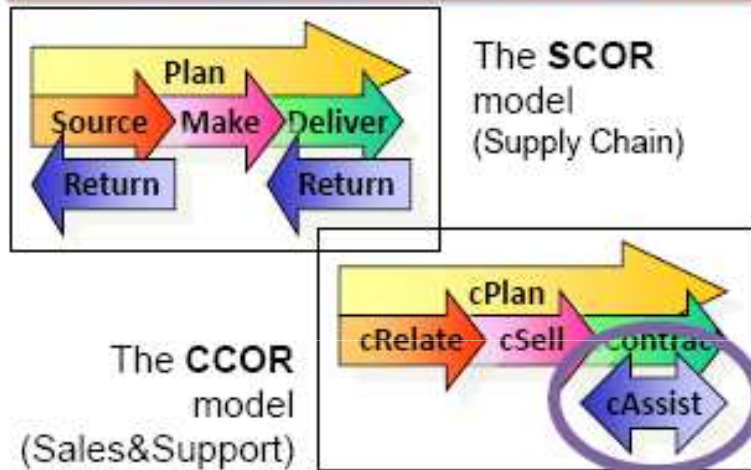 Plan
Source Make Deliver
Return Return
The SCOR
model
(Supply Chain)
cPlan
cRelate cSell Contract
cAssist
The CCOR
model
(Sales&Support)